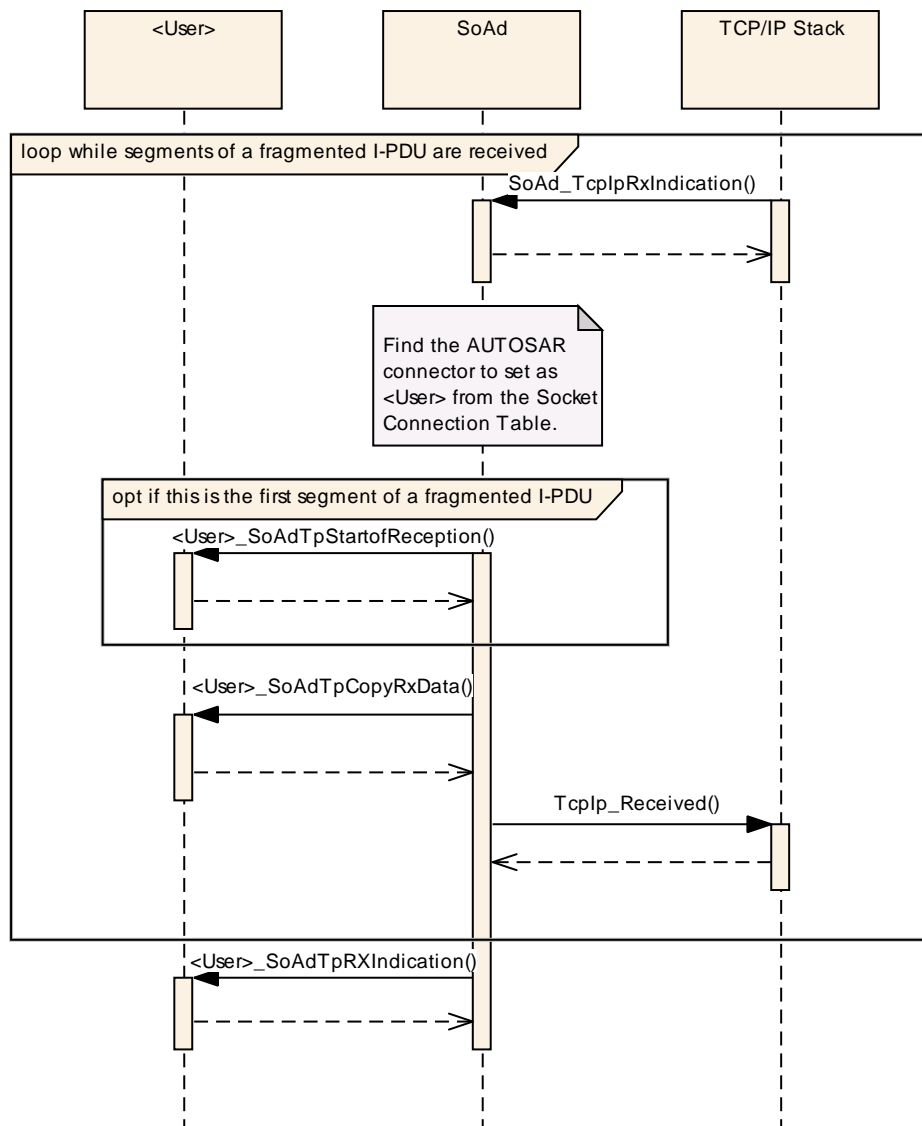 <User>
SoAd
TCP/IP Stack
loop while segments of a fragmented I-PDU are received
SoAd_TcpIpRxIndication()
Find the AUTOSAR
connector to set as
<User> from the Socket
Connection Table.
opt if this is the first segment of a fragmented I-PDU
<User>_SoAdTpStartofReception()
<User>_SoAdTpCopyRxData()
TcpIp_Received()
<User>_SoAdTpRXIndication()